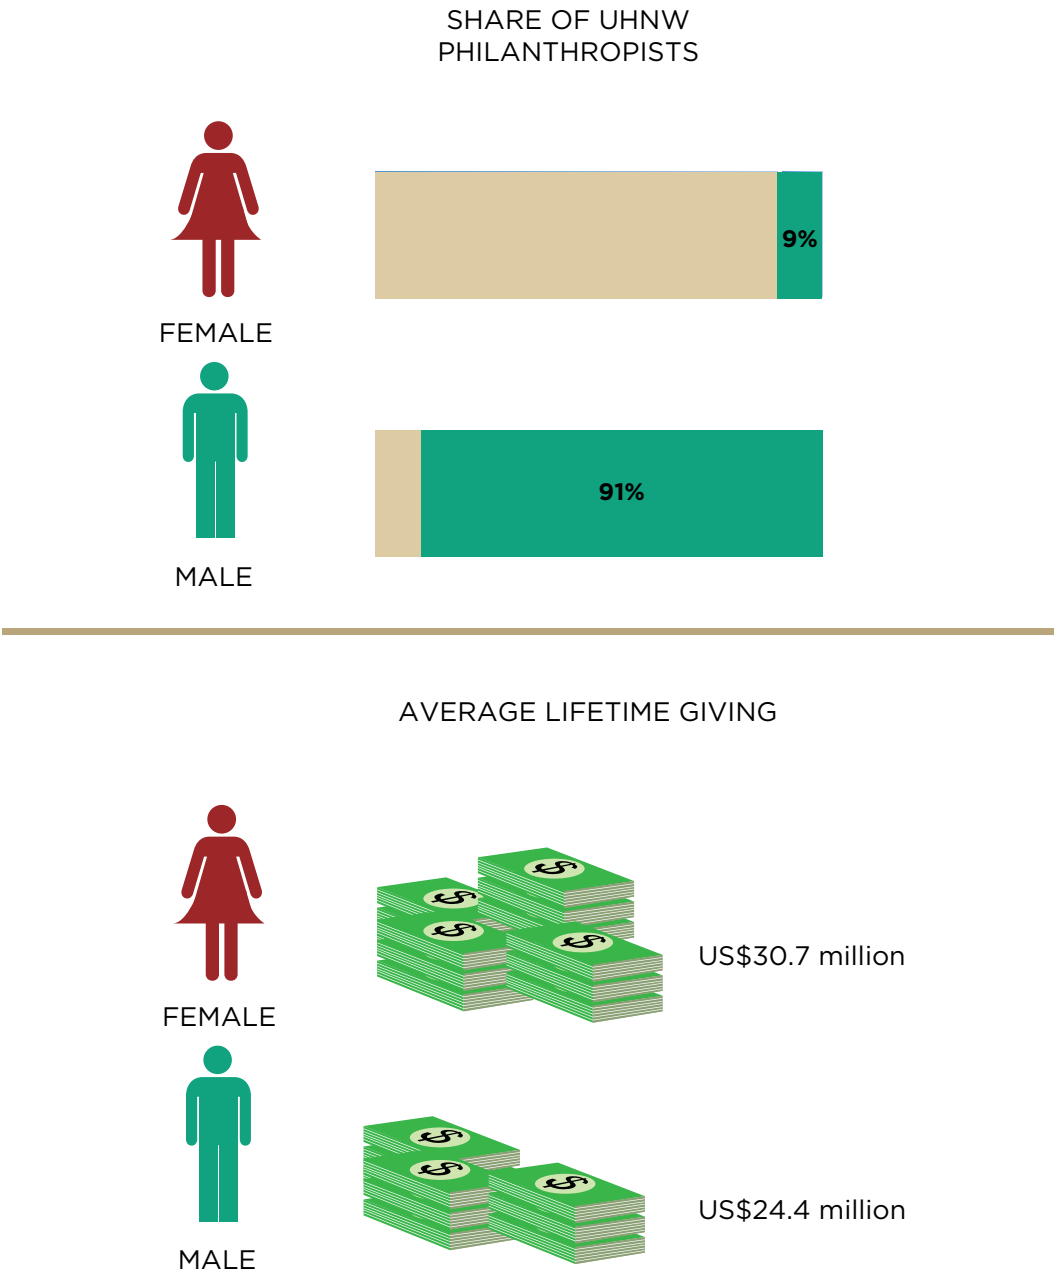 SHARE OF UHNW
PHILANTHROPISTS
9%
FEMALE
91%
MALE
AVERAGE LIFETIME GIVING
$
$
$
$
US$30.7 million
FEMALE
$
$
$
US$24.4 million
MALE